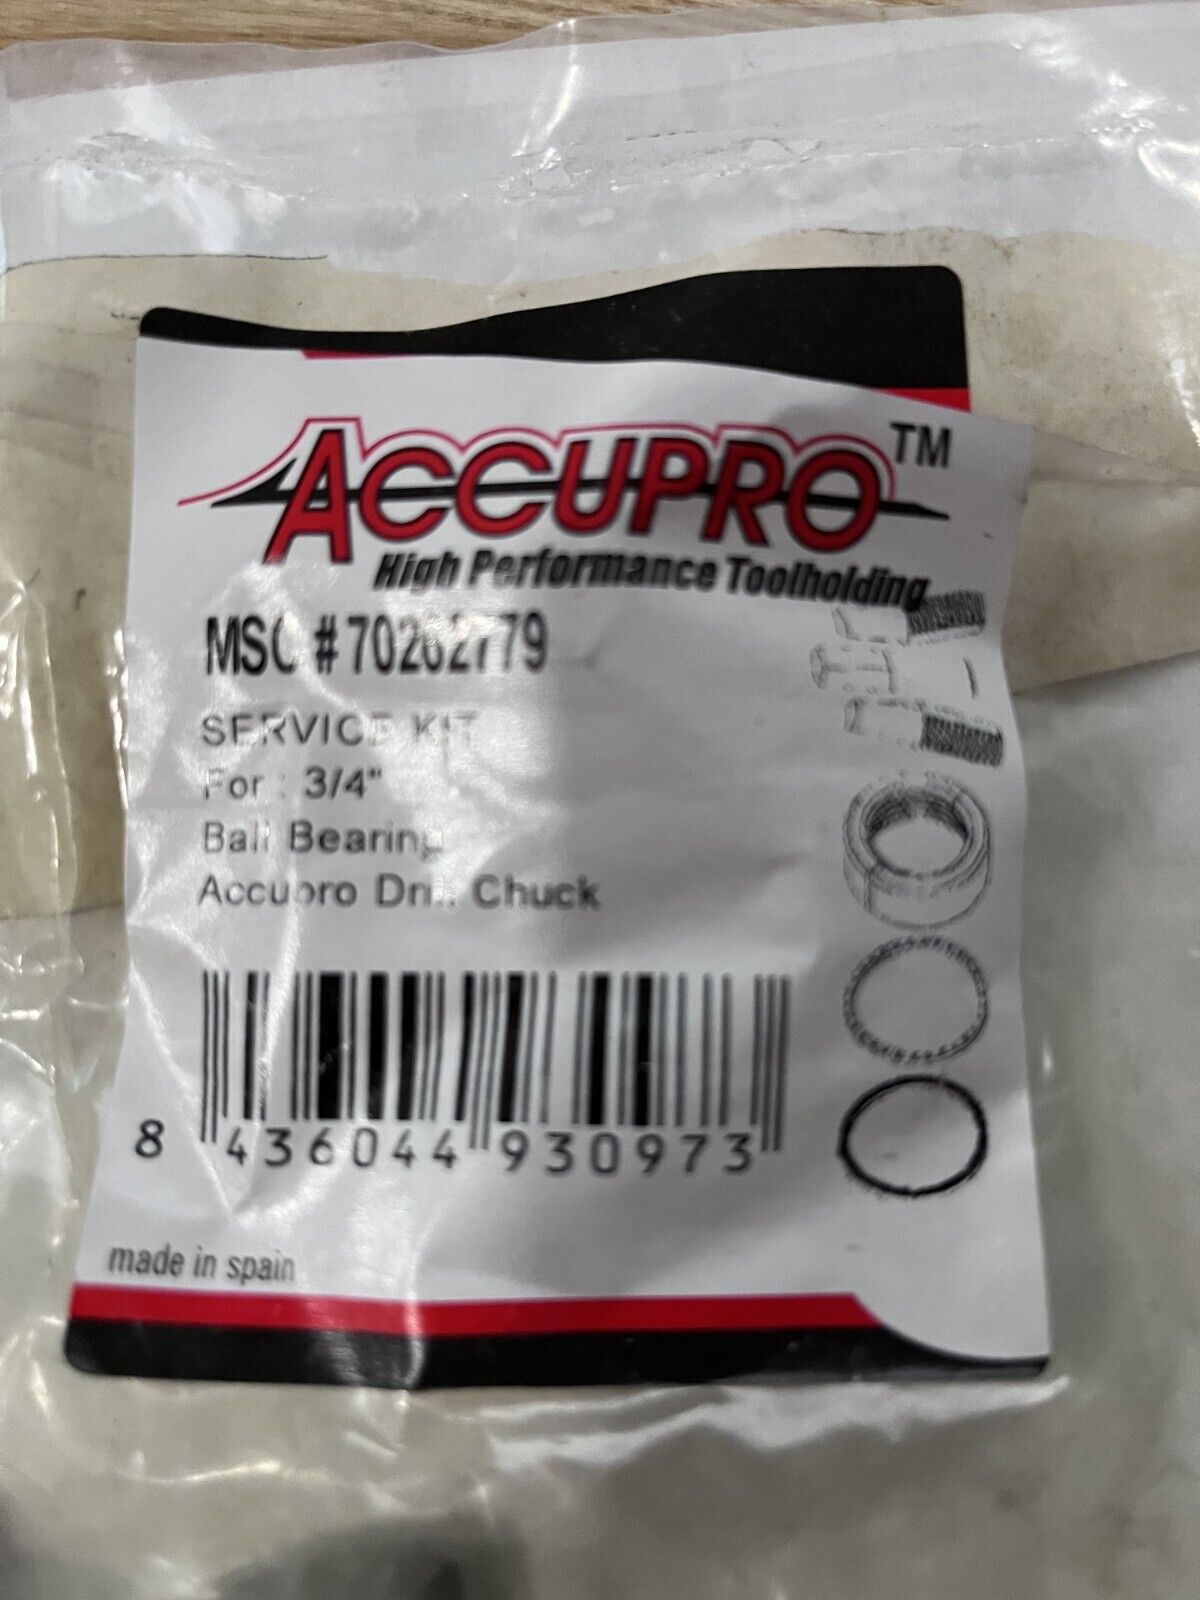 ACCUPRO™
High Performance Toolholding
MSC #70262779
SERVICE KIT
For : 3/4"
Ball Bearing
Accupro Drill Chuck
8 436044 930973
made in spain